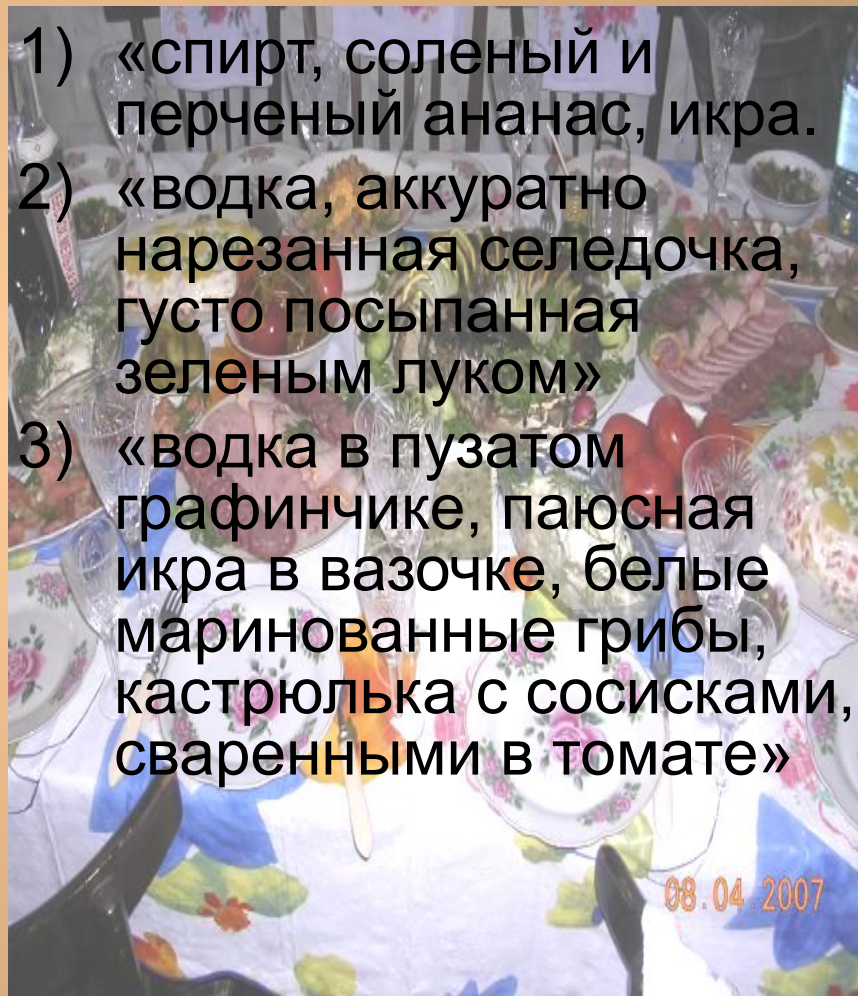 1) «спирт, соленый и
перченый ананас, икра.
2) «водка, аккуратно
нарезанная селедочка,
густо посыпанная
зеленым луком»
3) «водка в пузатом
графинчике, паюсная
икра в вазочке, белые
маринованные грибы,
кастрюлька с сосисками,
сваренными в томате»
08.04.2007